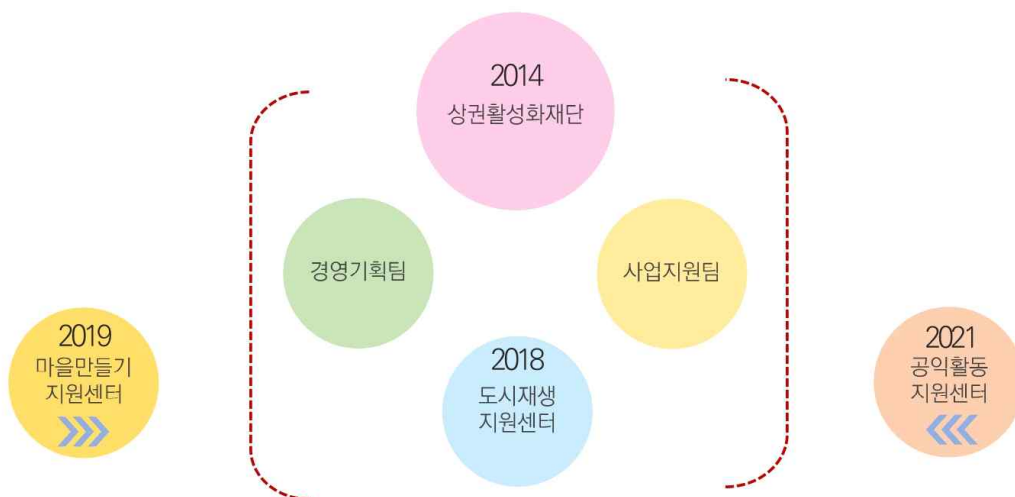 2014
상권활성화재단
경영기획팀
사업지원팀
2019
마을만들기
지원센터
2018
도시재생
지원센터
2021
공익활동
지원센터